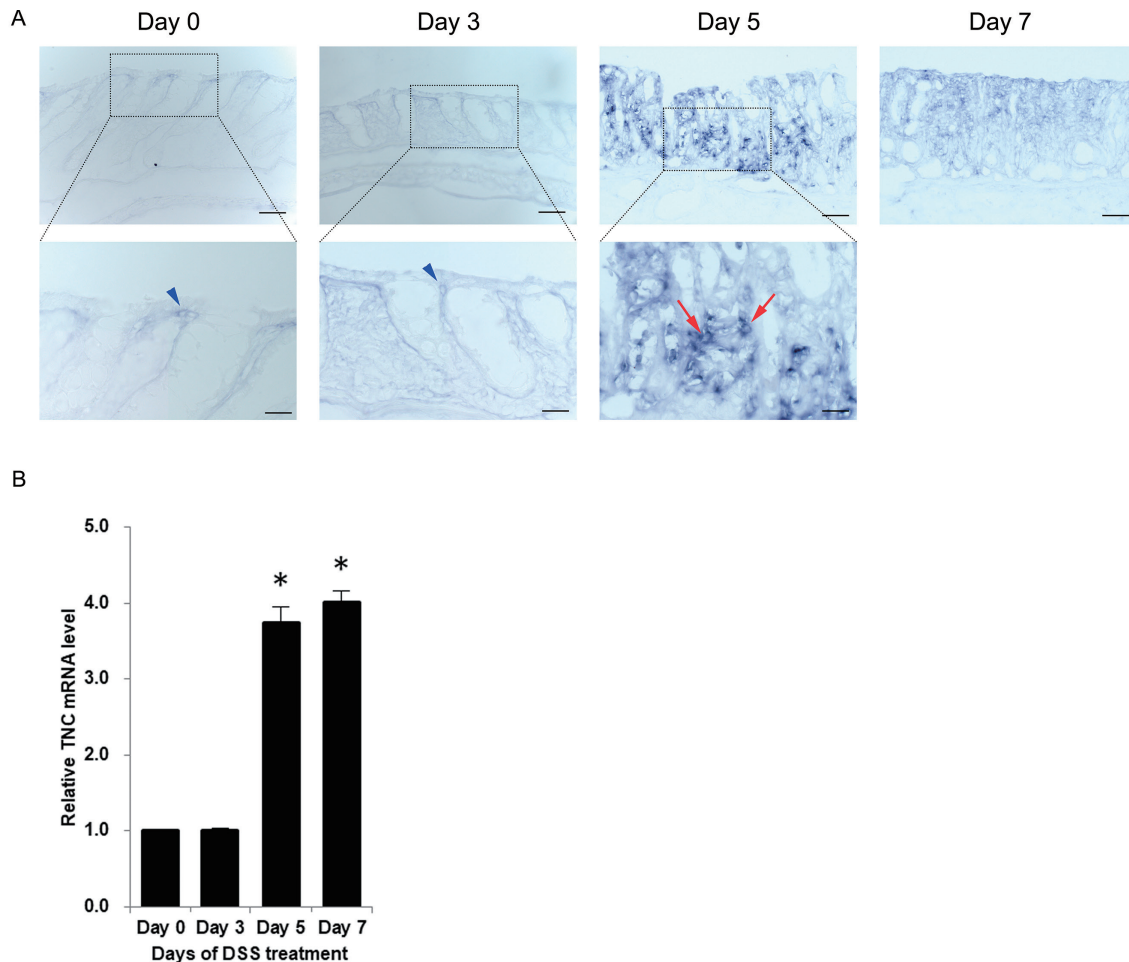 A
Day 0 Day 3 Day 5 Day 7
B
Relative TNC mRNA level
5.0
4.0
3.0
2.0
1.0
0.0
*
*
Day 0 Day 3 Day 5 Day 7
Days of DSS treatment